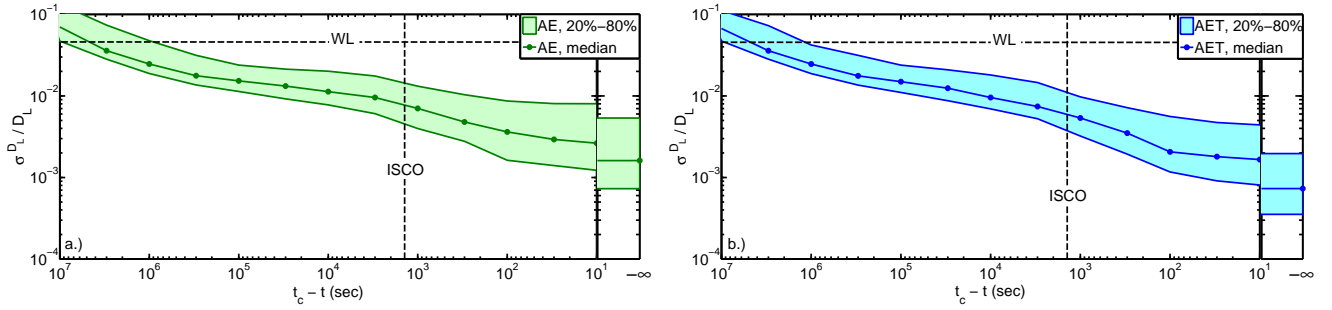 10^{-1}
10^{-2}
10^{-3}
10^{-4}
σ^{D_L} / D_L
WL
AE, 20%−80%
AE, median
ISCO
a.)
10^7 10^6 10^5 10^4 10^3 10^2 10^1 −∞
t_c − t (sec)
10^{-1}
10^{-2}
10^{-3}
10^{-4}
σ^{D_L} / D_L
WL
AET, 20%−80%
AET, median
ISCO
b.)
10^7 10^6 10^5 10^4 10^3 10^2 10^1 −∞
t_c − t (sec)